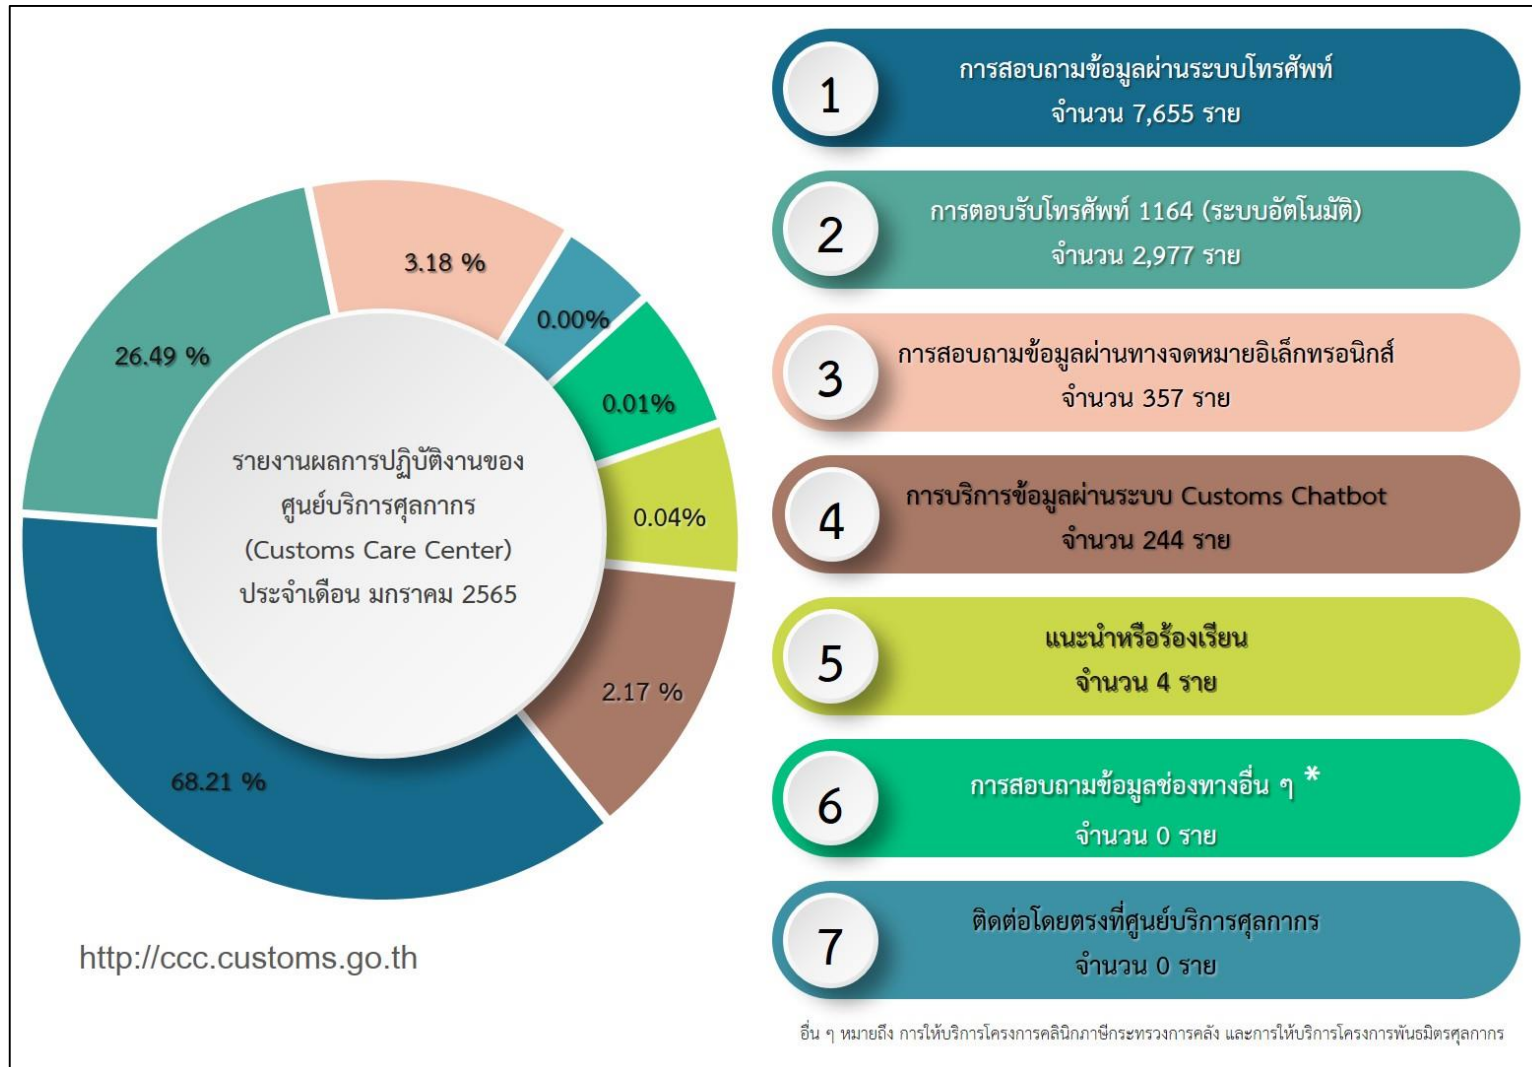 3.18 %
0.00%
26.49 %
0.01%
0.04%
2.17 %
68.21 %
รายงานผลการปฏิบัติงานของ
ศูนย์บริการศุลกากร
(Customs Care Center)
ประจำเดือน มกราคม 2565
http://ccc.customs.go.th
1
การสอบถามข้อมูลผ่านระบบโทรศัพท์
จำนวน 7,655 ราย
2
การตอบรับโทรศัพท์ 1164 (ระบบอัตโนมัติ)
จำนวน 2,977 ราย
3
การสอบถามข้อมูลผ่านทางจดหมายอิเล็กทรอนิกส์
จำนวน 357 ราย
4
การบริการข้อมูลผ่านระบบ Customs Chatbot
จำนวน 244 ราย
5
แนะนำหรือร้องเรียน
จำนวน 4 ราย
6
การสอบถามข้อมูลช่องทางอื่น ๆ *
จำนวน 0 ราย
7
ติดต่อโดยตรงที่ศูนย์บริการศุลกากร
จำนวน 0 ราย
อื่น ๆ หมายถึง การให้บริการโครงการคลินิกภาษีกระทรวงการคลัง และการให้บริการโครงการพันธมิตรศุลกากร